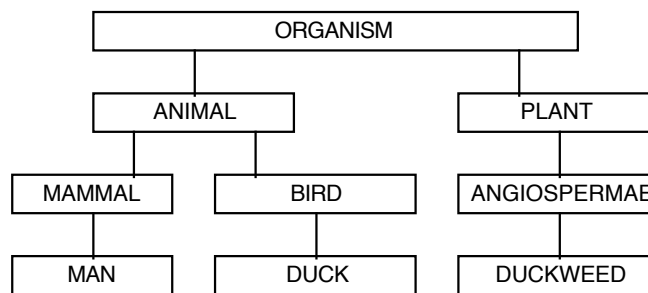 ORGANISM
ANIMAL PLANT
MAMMAL BIRD ANGIOSPERMAE
MAN DUCK DUCKWEED